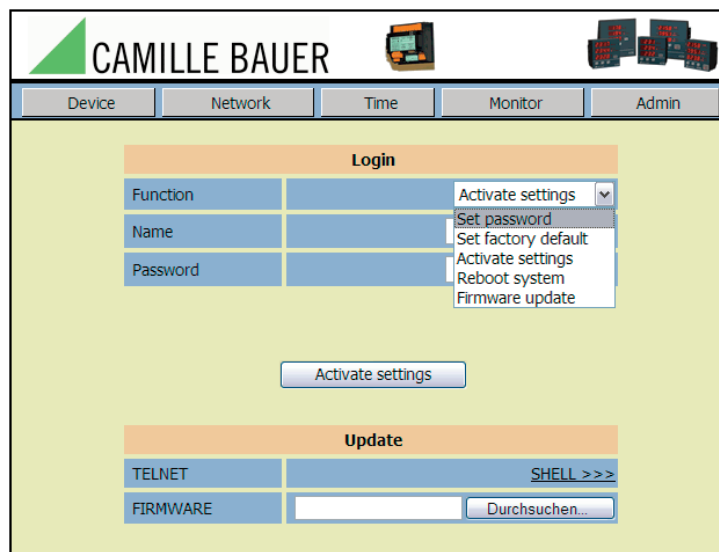 CAMILLE BAUER
Device Network Time Monitor Admin
Login
Function Activate settings
Set password
Name
Set factory default
Activate settings
Password
Reboot system
Firmware update
Activate settings
Update
TELNET SHELL >>>
FIRMWARE Durchsuchen...